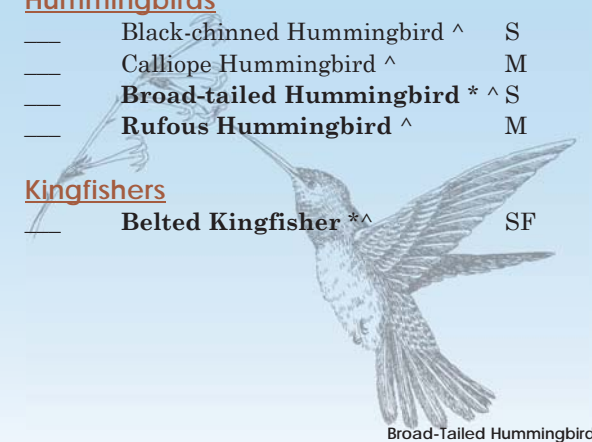 Hummingbirds
___ Black-chinned Hummingbird ^ S
___ Calliope Hummingbird ^ M
___ Broad-tailed Hummingbird * ^ S
___ Rufous Hummingbird ^ M
Kingfishers
___ Belted Kingfisher *^ SF
Broad-Tailed Hummingbird